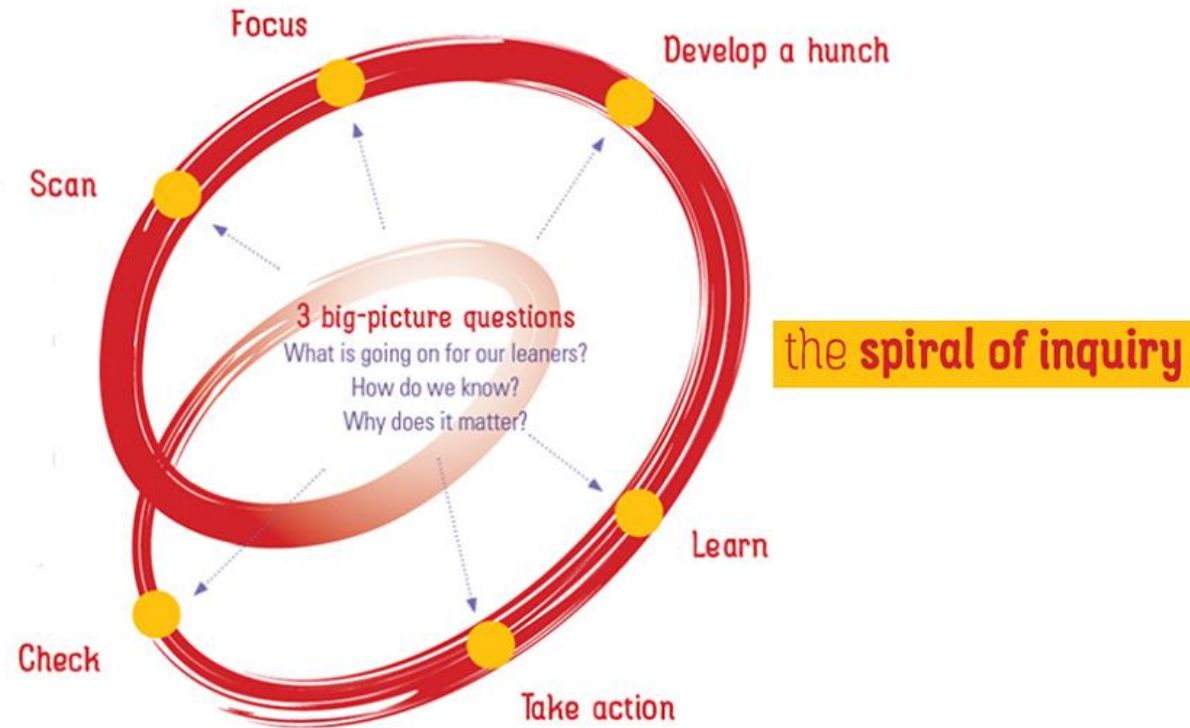 Focus
Develop a hunch
Scan
3 big-picture questions
What is going on for our leaners?
How do we know?
Why does it matter?
the spiral of inquiry
Learn
Check
Take action